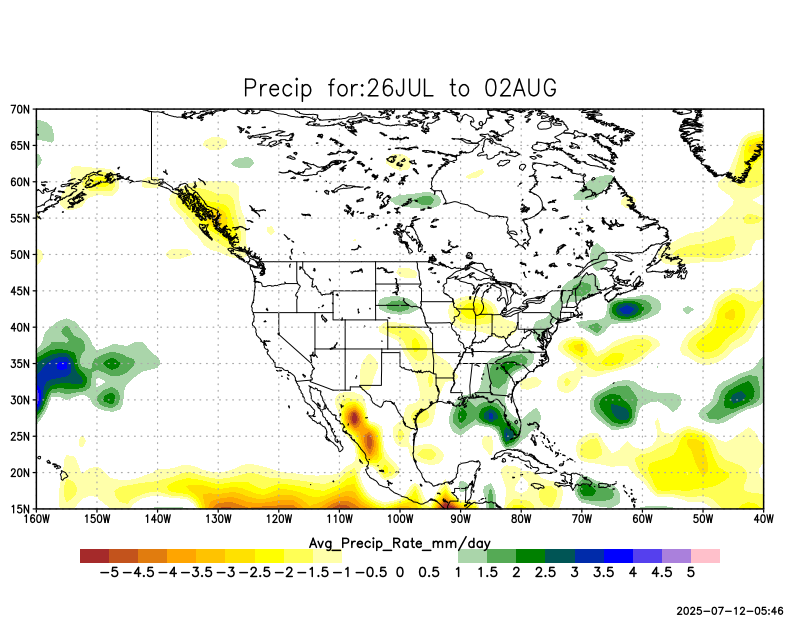 Precip for:26JUL to 02AUG
70N
65N
60N
55N
50N
45N
40N
35N
30N
25N
20N
15N
160W 150W 140W 130W 120W 110W 100W 90W 80W 70W 60W 50W 40W
Avg_Precip_Rate_mm/day
-5 -4.5 -4 -3.5 -3 -2.5 -2 -1.5 -1 -0.5 0 0.5 1 1.5 2 2.5 3 3.5 4 4.5 5
2025-07-12-05:46